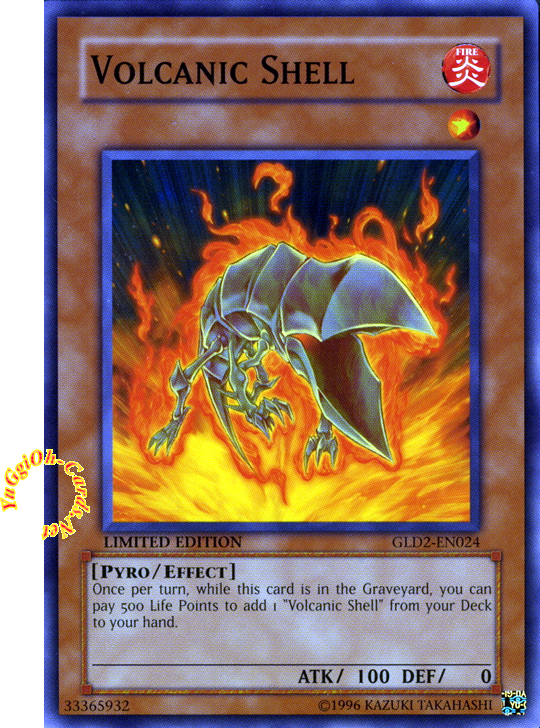 VOLCANIC SHELL
FIRE
炎
YuGgiOh-Cards.Ne
LIMITED EDITION GLD2-EN024
[PYRO/EFFECT]
Once per turn, while this card is in the Graveyard, you can
pay 500 Life Points to add 1 "Volcanic Shell" from your Deck
to your hand.
ATK/ 100 DEF/ 0
33365932 ©1996 KAZUKI TAKAHASHI